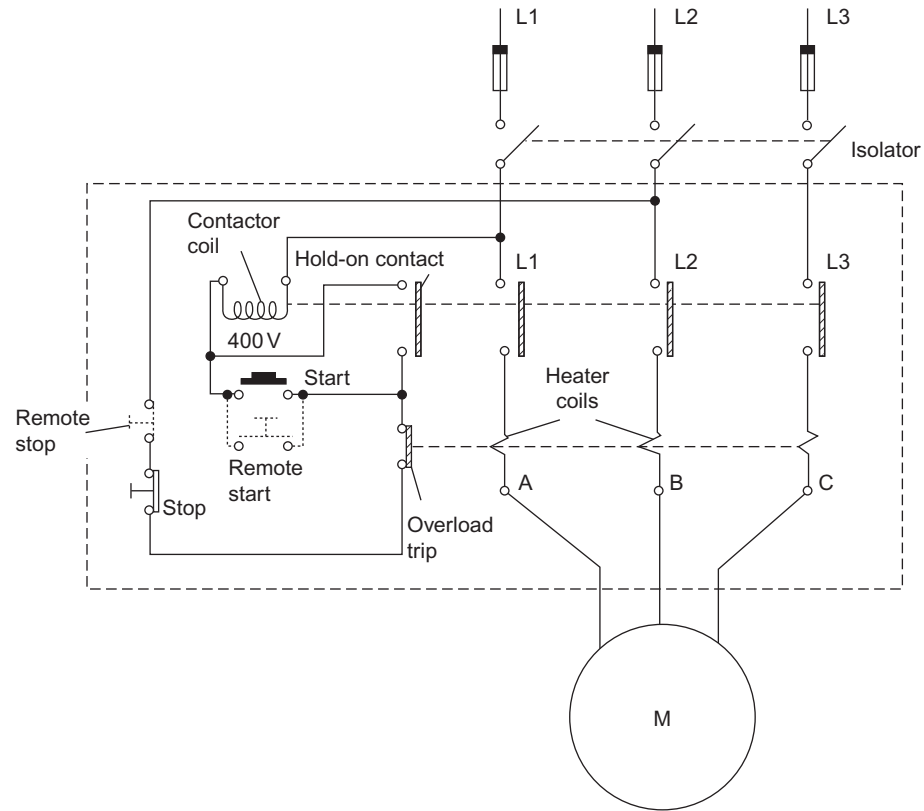 L1
L2
L3
Isolator
Contactor
coil
Hold-on contact
L1
L2
L3
400 V
Start
Heater
coils
Remote
stop
Remote
start
Stop
A
B
C
Overload
trip
M